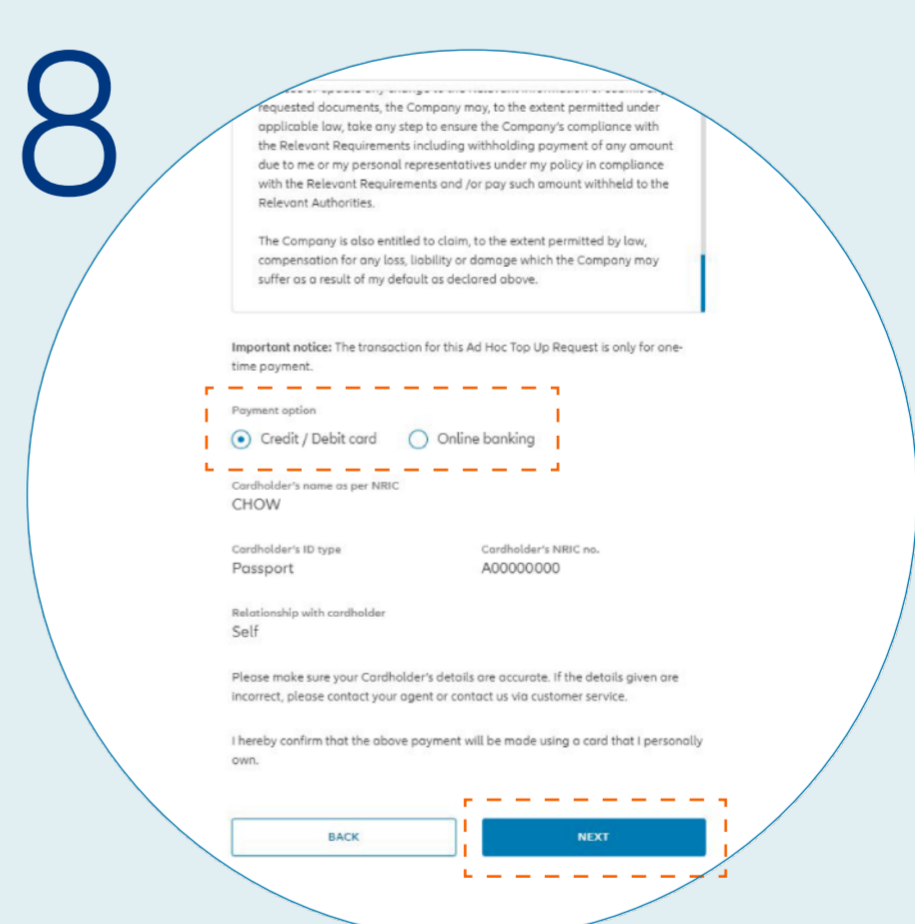 8
requested documents, the Company may, to the extent permitted under
applicable law, take any step to ensure the Company's compliance with
the Relevant Requirements including withholding payment of any amount
due to me or my personal representatives under my policy in compliance
with the Relevant Requirements and /or pay such amount withheld to the
Relevant Authorities.
The Company is also entitled to claim, to the extent permitted by law,
compensation for any loss, liability or damage which the Company may
suffer as a result of my default as declared above.
Important notice: The transaction for this Ad Hoc Top Up Request is only for one-
time payment.
Payment option
Credit / Debit card Online banking
Cardholder's name as per NRIC
CHOW
Cardholder's ID type Cardholder's NRIC no.
Passport A00000000
Relationship with cardholder
Self
Please make sure your Cardholder's details are accurate. If the details given are
incorrect, please contact your agent or contact us via customer service.
I hereby confirm that the above payment will be made using a card that I personally
own.
BACK NEXT